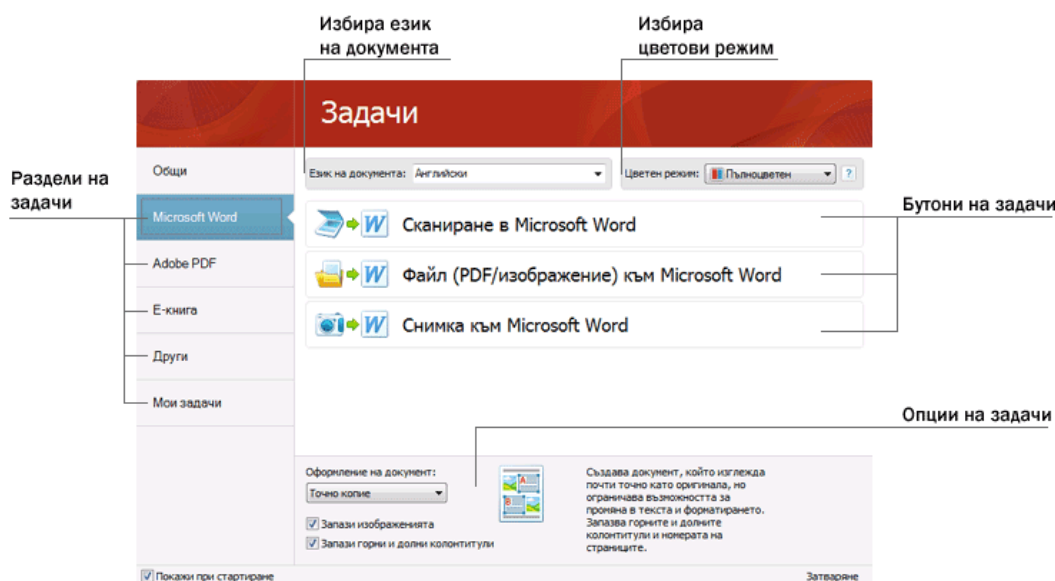 Избира език
на документа
Избира
цветови режим
Задачи
Раздели на
задачи
Общи
Microsoft Word
Adobe PDF
Е-книга
Други
Мои задачи
Език на документа: Английски
Цветен режим: Пълноцветен ?
Бутони на задачи
Сканиране в Microsoft Word
Файл (PDF/изображение) към Microsoft Word
Снимка към Microsoft Word
Опции на задачи
Оформление на документ:
Точно копие
Запази изображенията
Запази горни и долни колонтитули
A
B
Създава документ, който изглежда
почти точно като оригинала, но
ограничава възможността за
промяна в текста и форматирането.
Запазва горните и долните
колонтитули и номерата на
страниците.
Покажи при стартиране
Затваряне